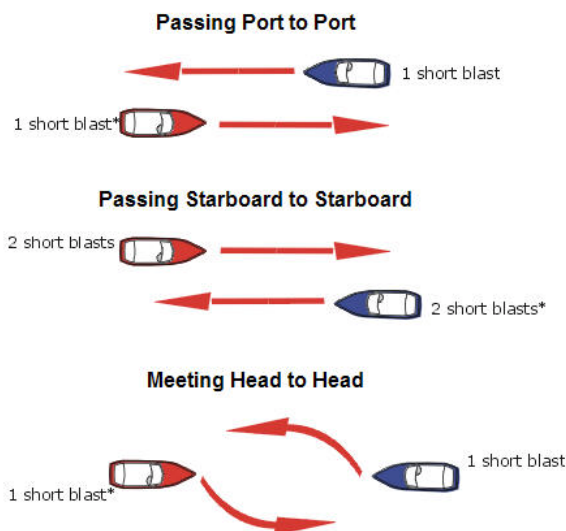 Passing Port to Port
1 short blast
1 short blast*
Passing Starboard to Starboard
2 short blasts
2 short blasts*
Meeting Head to Head
1 short blast
1 short blast*